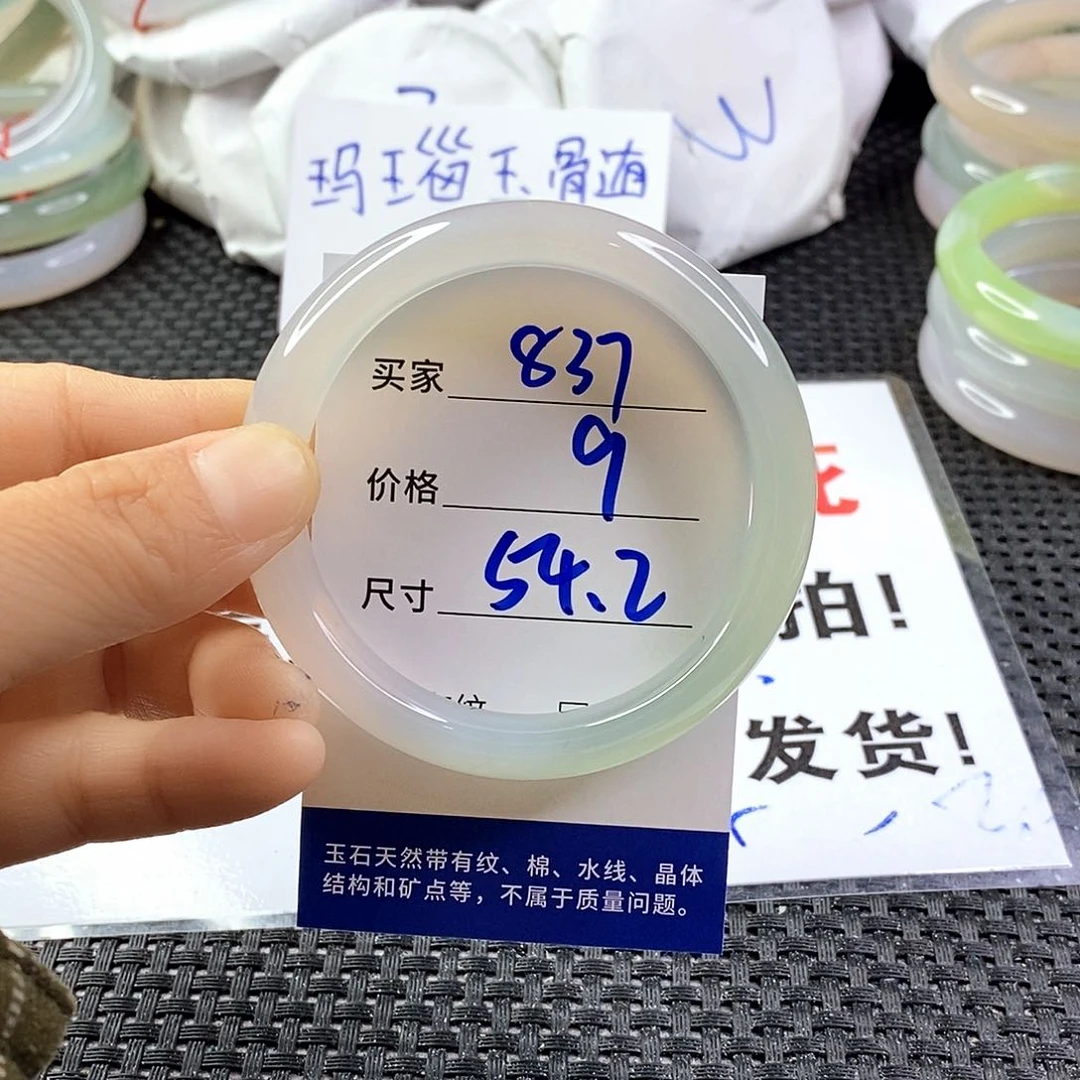 玛瑙玉骨髓
买家 837
价格 9
尺寸 54.2
玉石天然带有纹、棉、水线、晶体
结构和矿点等，不属于质量问题。
拍！
发货！